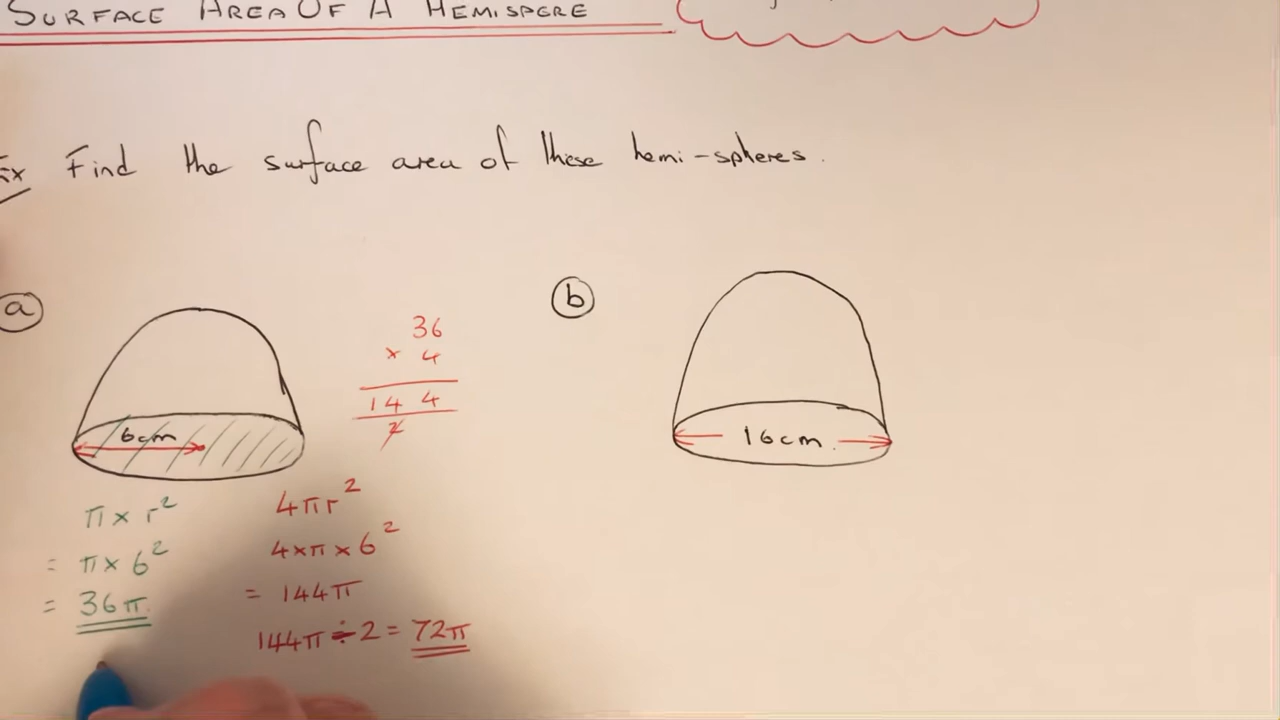 SURFACE AREA OF A HEMISPERE
Ex Find the surface area of these hemi-spheres.
a
6cm
36
× 4
144
2
π × r²
= π × 6²
= 36π
4πr²
4×π×6²
= 144π
144π ÷ 2 = 72π
b
16cm